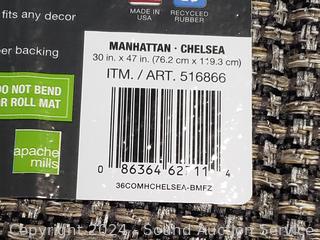 fits any decor
MADE IN
USA
RECYCLED
RUBBER
er backing
DO NOT BEND
OR ROLL MAT
apache
mills
MANHATTAN · CHELSEA
30 in. x 47 in. (76.2 cm x 119.3 cm)
ITM. / ART. 516866
0 86364 62711 4
36COMHCHELSEA-BMFZ
Copyright 2024 - Sound Auction Service